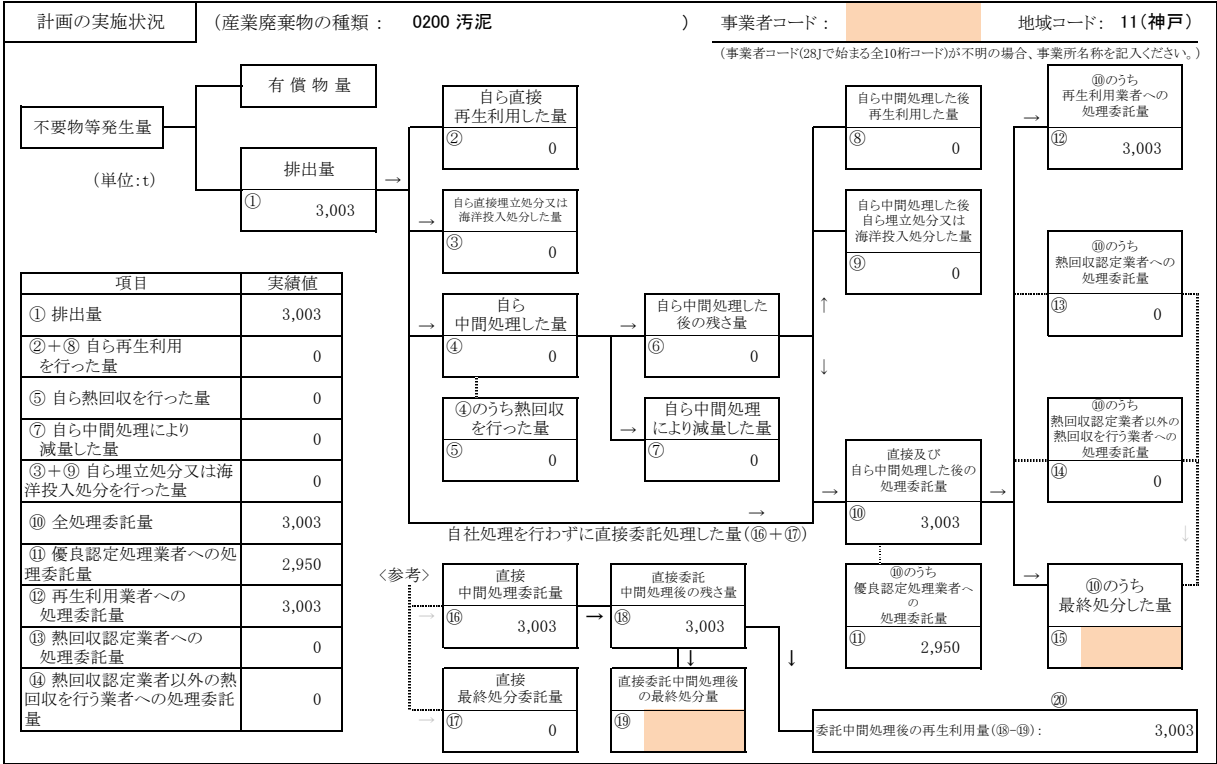 計画の実施状況 (産業廃棄物の種類: 0200 汚泥 ) 事業者コード: 地域コード: 11(神戸)
(事業者コード(28Jで始まる全10桁コード)が不明の場合、事業所名称を記入ください。)
不要物等発生量
(単位:t)
有償物量
排出量
① 3,003
→
自ら直接
再生利用した量
② 0
→
自ら直接埋立処分又は
海洋投入処分した量
③ 0
→
自ら
中間処理した量
④ 0
④のうち熱回収
を行った量
⑤ 0
→
自ら中間処理した
後の残さ量
⑥ 0
→
自ら中間処理
により減量した量
⑦ 0
自ら中間処理した後
再生利用した量
⑧ 0
自ら中間処理した後
自ら埋立処分又は
海洋投入処分した量
⑨ 0
↑
↓
→
直接及び
自ら中間処理した後の
処理委託量
⑩ 3,003
→
⑩のうち
優良認定処理業者へ
の
処理委託量
⑪ 2,950
→
⑩のうち
再生利用業者への
処理委託量
⑫ 3,003
⑩のうち
熱回収認定業者への
処理委託量
⑬ 0
⑩のうち
熱回収認定業者以外の
熱回収を行う業者への
処理委託量
⑭ 0
↓
→
⑩のうち
最終処分した量
⑮
項目 実績値
① 排出量 3,003
②+⑧ 自ら再生利用
を行った量 0
⑤ 自ら熱回収を行った量 0
⑦ 自ら中間処理により
減量した量 0
③+⑨ 自ら埋立処分又は海
洋投入処分を行った量 0
⑩ 全処理委託量 3,003
⑪ 優良認定処理業者への処
理委託量 2,950
⑫ 再生利用業者への
処理委託量 3,003
⑬ 熱回収認定業者への
処理委託量 0
⑭ 熱回収認定業者以外の熱
回収を行う業者への処理委託
量 0
→
自社処理を行わずに直接委託処理した量(⑯+⑰)
〈参考〉
→
直接
中間処理委託量
⑯ 3,003
→
直接委託
中間処理後の残さ量
⑱ 3,003
↓ ↓
→
直接
最終処分委託量
⑰ 0
直接委託中間処理後
の最終処分量
⑲
⑳
委託中間処理後の再生利用量(⑱-⑲): 3,003